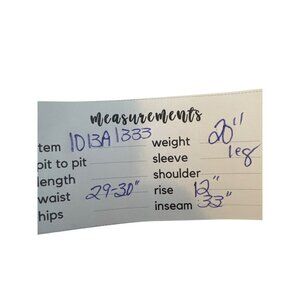 measurements
tem 1013A1333
pit to pit
length
waist 29-30"
hips
weight 20" leg
sleeve
shoulder
rise 12"
inseam 33"